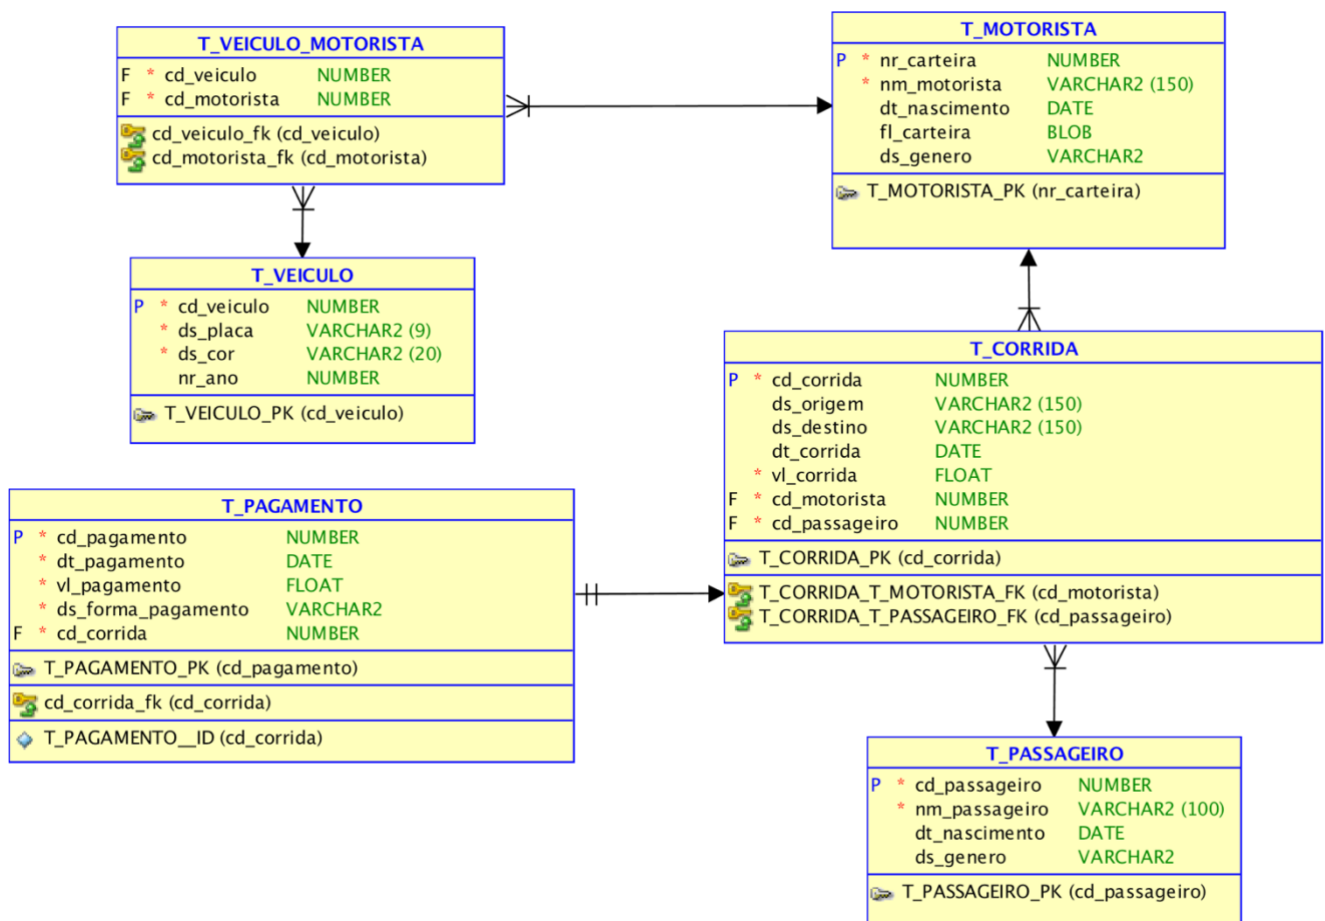 T_VEICULO_MOTORISTA
F * cd_veiculo NUMBER
F * cd_motorista NUMBER
cd_veiculo_fk (cd_veiculo)
cd_motorista_fk (cd_motorista)
T_MOTORISTA
P * nr_carteira NUMBER
* nm_motorista VARCHAR2 (150)
dt_nascimento DATE
fl_carteira BLOB
ds_genero VARCHAR2
T_MOTORISTA_PK (nr_carteira)
T_VEICULO
P * cd_veiculo NUMBER
* ds_placa VARCHAR2 (9)
* ds_cor VARCHAR2 (20)
nr_ano NUMBER
T_VEICULO_PK (cd_veiculo)
T_CORRIDA
P * cd_corrida NUMBER
ds_origem VARCHAR2 (150)
ds_destino VARCHAR2 (150)
dt_corrida DATE
* vl_corrida FLOAT
F * cd_motorista NUMBER
F * cd_passageiro NUMBER
T_CORRIDA_PK (cd_corrida)
T_CORRIDA_T_MOTORISTA_FK (cd_motorista)
T_CORRIDA_T_PASSAGEIRO_FK (cd_passageiro)
T_PAGAMENTO
P * cd_pagamento NUMBER
* dt_pagamento DATE
* vl_pagamento FLOAT
* ds_forma_pagamento VARCHAR2
F * cd_corrida NUMBER
T_PAGAMENTO_PK (cd_pagamento)
cd_corrida_fk (cd_corrida)
T_PAGAMENTO__ID (cd_corrida)
T_PASSAGEIRO
P * cd_passageiro NUMBER
* nm_passageiro VARCHAR2 (100)
dt_nascimento DATE
ds_genero VARCHAR2
T_PASSAGEIRO_PK (cd_passageiro)